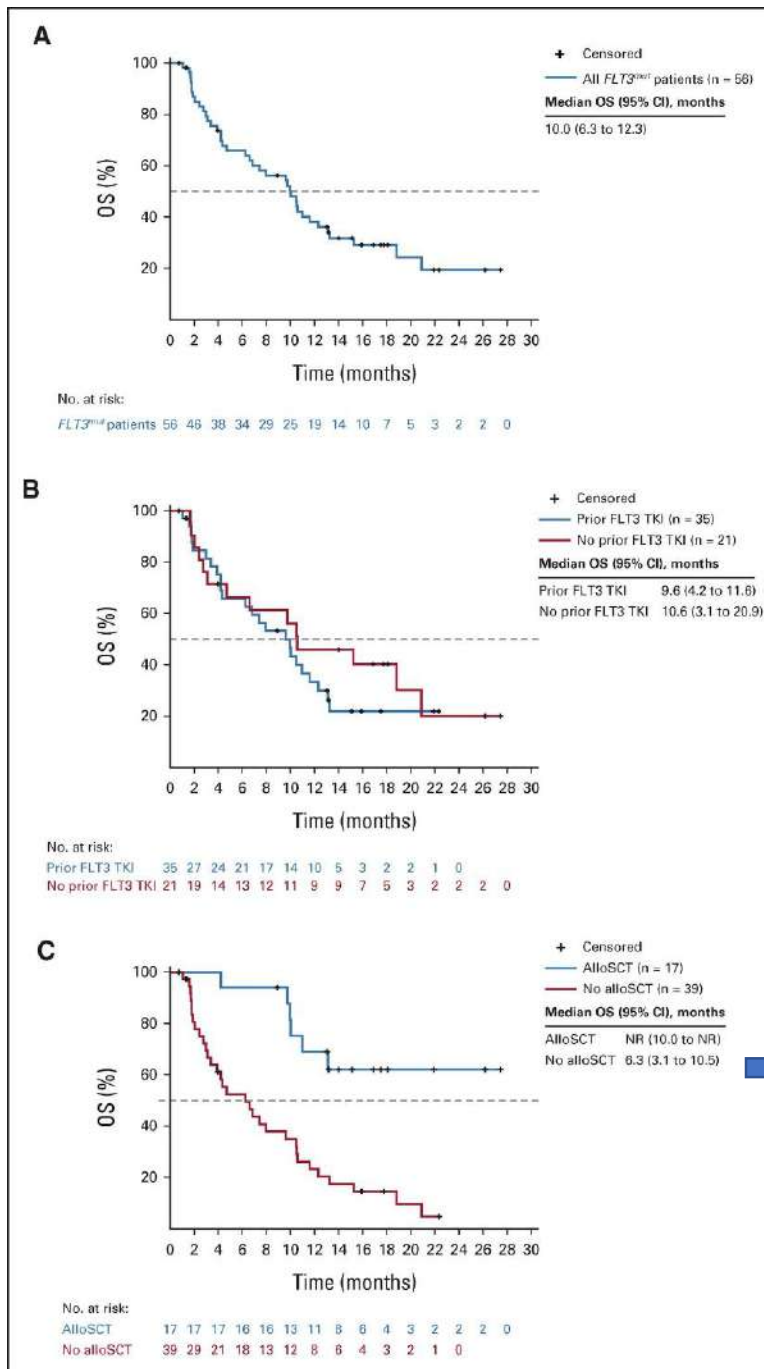 A
100
80
60
40
20
OS (%)
0 2 4 6 8 10 12 14 16 18 20 22 24 26 28 30
Time (months)
+ Censored
All FLT3mut patients (n = 56)
Median OS (95% CI), months
10.0 (6.3 to 12.3)
No. at risk:
FLT3mut patients 56 46 38 34 29 25 19 14 10 7 5 3 2 2 0
B
100
80
60
40
20
OS (%)
0 2 4 6 8 10 12 14 16 18 20 22 24 26 28 30
Time (months)
+ Censored
Prior FLT3 TKI (n = 35)
No prior FLT3 TKI (n = 21)
Median OS (95% CI), months
Prior FLT3 TKI 9.6 (4.2 to 11.6)
No prior FLT3 TKI 10.6 (3.1 to 20.9)
No. at risk:
Prior FLT3 TKI 35 27 24 21 17 14 10 5 3 2 2 1 0
No prior FLT3 TKI 21 19 14 13 12 11 9 9 7 5 3 2 2 2 0
C
100
80
60
40
20
OS (%)
0 2 4 6 8 10 12 14 16 18 20 22 24 26 28 30
Time (months)
+ Censored
AlloSCT (n = 17)
No alloSCT (n = 39)
Median OS (95% CI), months
AlloSCT NR (10.0 to NR)
No alloSCT 6.3 (3.1 to 10.5)
No. at risk:
AlloSCT 17 17 17 16 16 13 11 8 6 4 3 2 2 2 0
No alloSCT 39 29 21 18 13 12 8 6 4 3 2 1 0